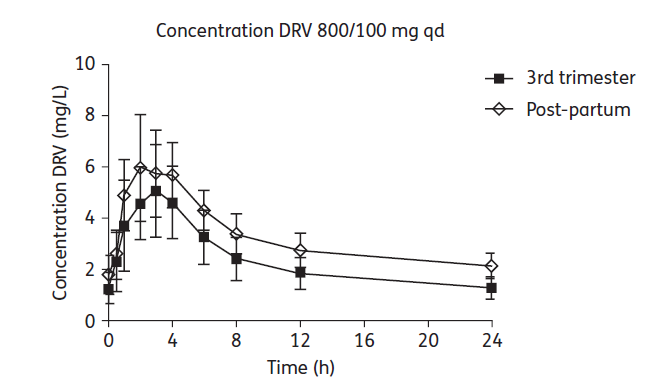 Concentration DRV 800/100 mg qd
3rd trimester
Post-partum
Concentration DRV (mg/L)
10
8
6
4
2
0
0 4 8 12 16 20 24
Time (h)